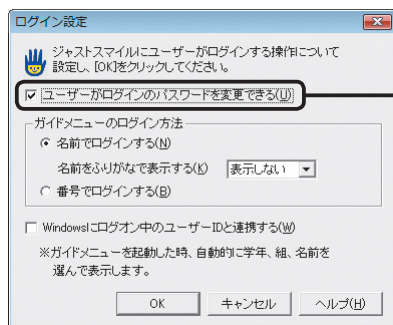 ログイン設定
ジャストスマイルにユーザーがログインする操作について
設定し、[OK]をクリックしてください。
ユーザーがログインのパスワードを変更できる(U)
ガイドメニューのログイン方法
名前でログインする(N)
名前をふりがなで表示する(K) 表示しない
番号でログインする(B)
Windowsにログオン中のユーザーIDと連携する(W)
※ガイドメニューを起動した時、自動的に学年、組、名前を
選んで表示します。
OK キャンセル ヘルプ(H)